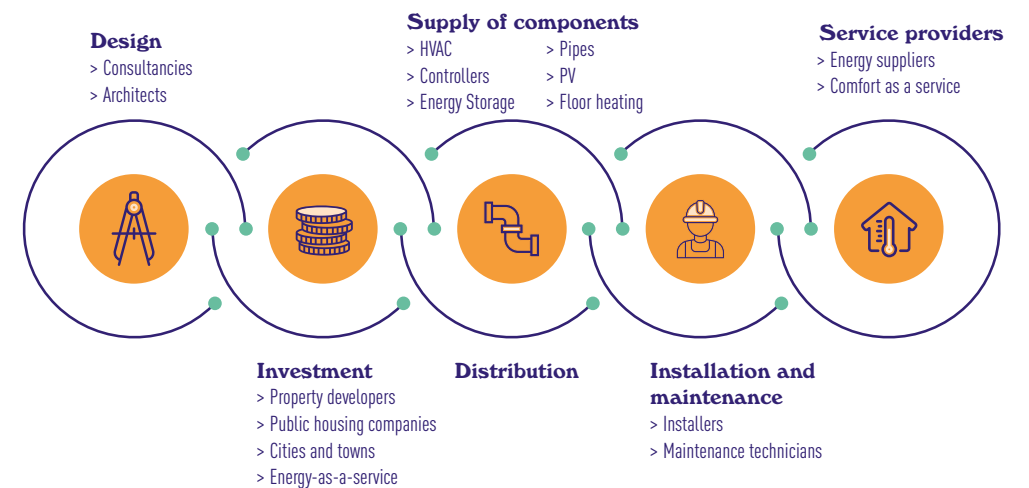 Design
> Consultancies
> Architects
Supply of components
> HVAC
> Controllers
> Energy Storage
> Pipes
> PV
> Floor heating
Service providers
> Energy suppliers
> Comfort as a service
Investment
> Property developers
> Public housing companies
> Cities and towns
> Energy-as-a-service
Distribution
Installation and
maintenance
> Installers
> Maintenance technicians